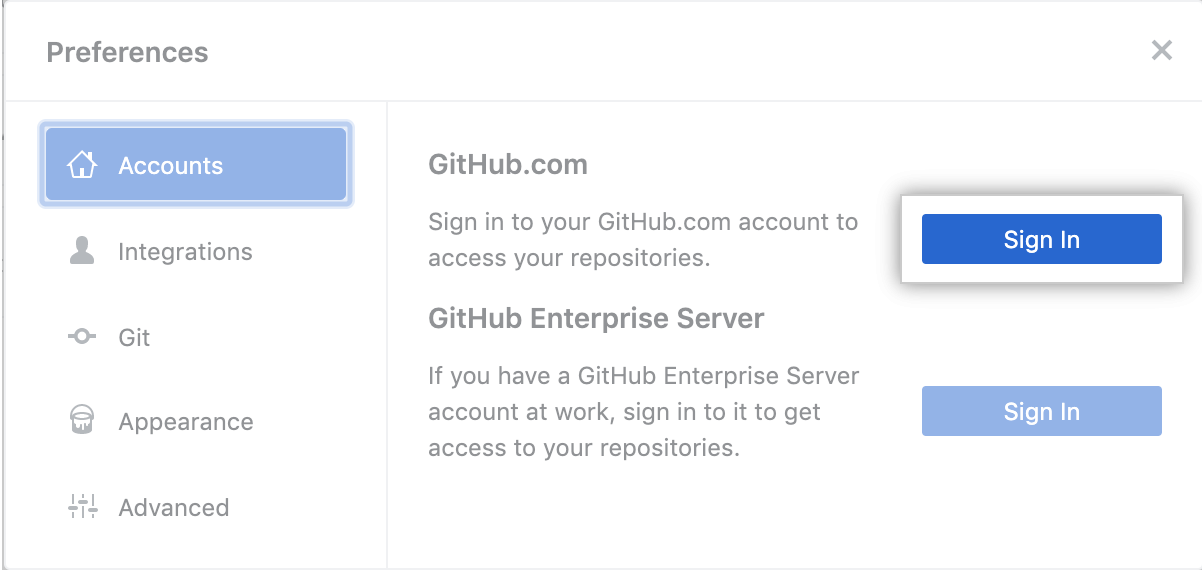 Preferences
Accounts
Integrations
Git
Appearance
Advanced
GitHub.com
Sign in to your GitHub.com account to
access your repositories.
Sign In
GitHub Enterprise Server
If you have a GitHub Enterprise Server
account at work, sign in to it to get
access to your repositories.
Sign In